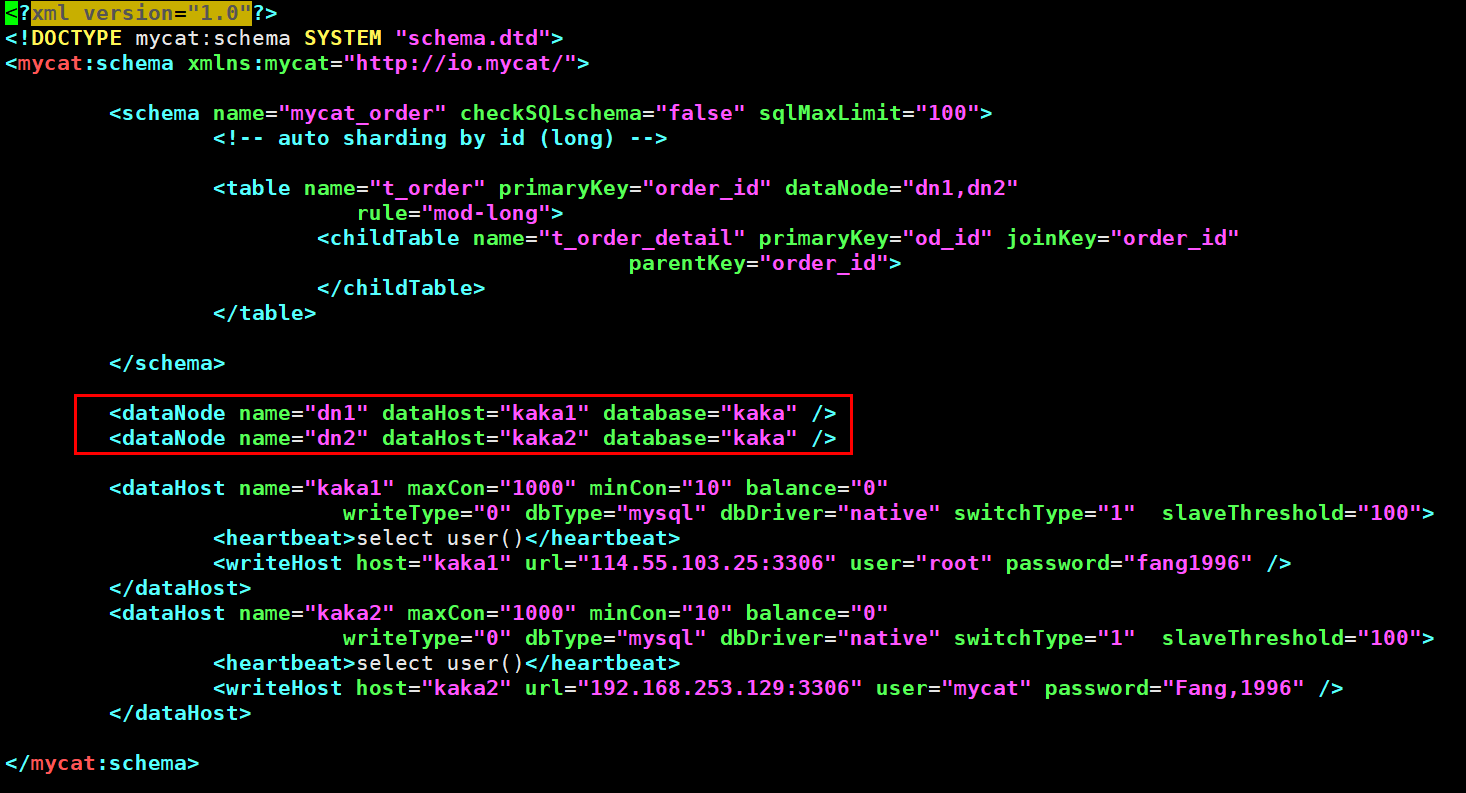 <?xml version="1.0"?>
<!DOCTYPE mycat:schema SYSTEM "schema.dtd">
<mycat:schema xmlns:mycat="http://io.mycat/">
<schema name="mycat_order" checkSQLschema="false" sqlMaxLimit="100">
<!-- auto sharding by id (long) -->
<table name="t_order" primaryKey="order_id" dataNode="dn1,dn2"
rule="mod-long">
<childTable name="t_order_detail" primaryKey="od_id" joinKey="order_id"
parentKey="order_id">
</childTable>
</table>
</schema>
<dataNode name="dn1" dataHost="kaka1" database="kaka" />
<dataNode name="dn2" dataHost="kaka2" database="kaka" />
<dataHost name="kaka1" maxCon="1000" minCon="10" balance="0"
writeType="0" dbType="mysql" dbDriver="native" switchType="1"  slaveThreshold="100">
<heartbeat>select user()</heartbeat>
<writeHost host="kaka1" url="114.55.103.25:3306" user="root" password="fang1996" />
</dataHost>
<dataHost name="kaka2" maxCon="1000" minCon="10" balance="0"
writeType="0" dbType="mysql" dbDriver="native" switchType="1"  slaveThreshold="100">
<heartbeat>select user()</heartbeat>
<writeHost host="kaka2" url="192.168.253.129:3306" user="mycat" password="Fang,1996" />
</dataHost>
</mycat:schema>